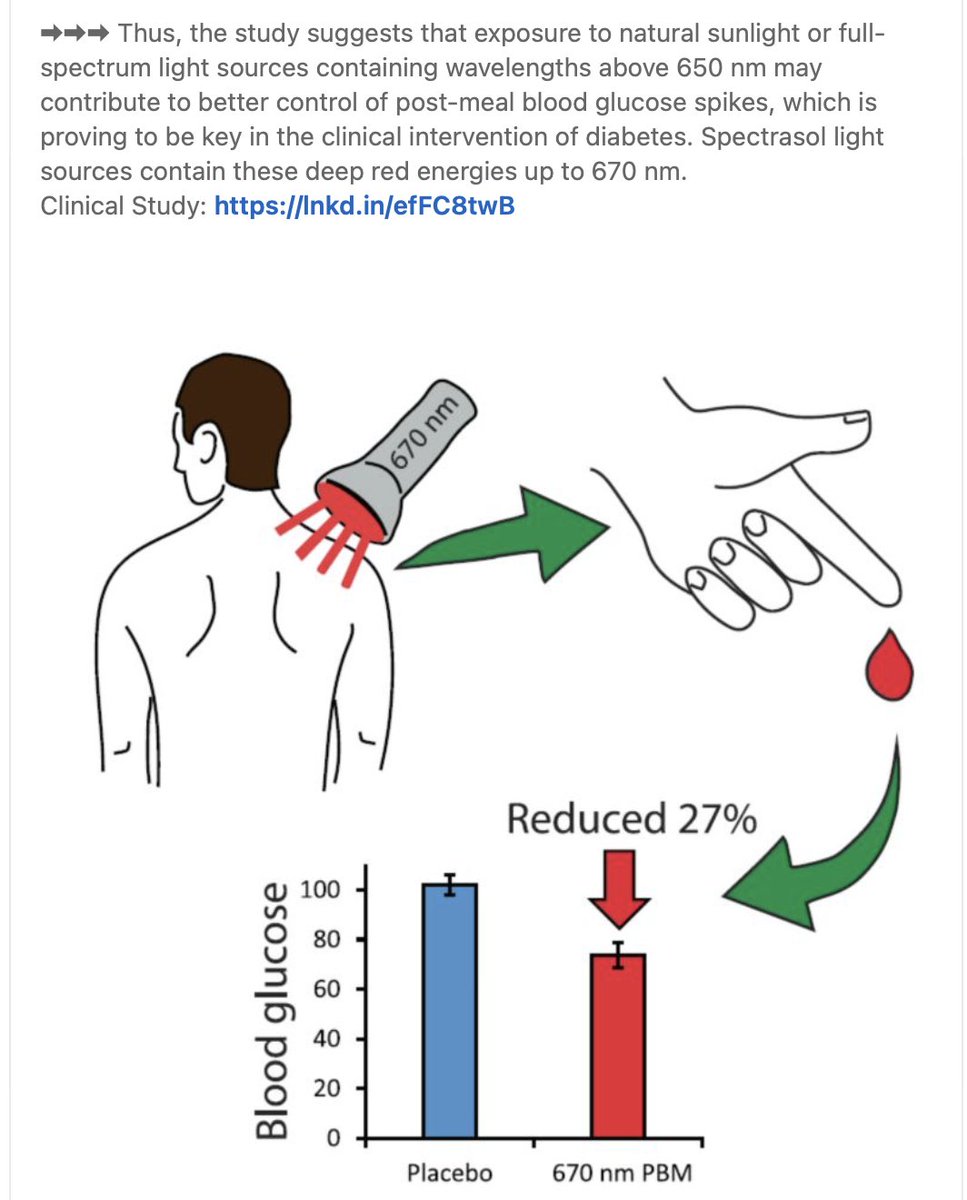 ➡➡➡ Thus, the study suggests that exposure to natural sunlight or full-
spectrum light sources containing wavelengths above 650 nm may
contribute to better control of post-meal blood glucose spikes, which is
proving to be key in the clinical intervention of diabetes. Spectrasol light
sources contain these deep red energies up to 670 nm.
Clinical Study: https://lnkd.in/efFC8twB
670 nm
Reduced 27%
Blood glucose
100
80
60
40
20
0
Placebo
670 nm PBM